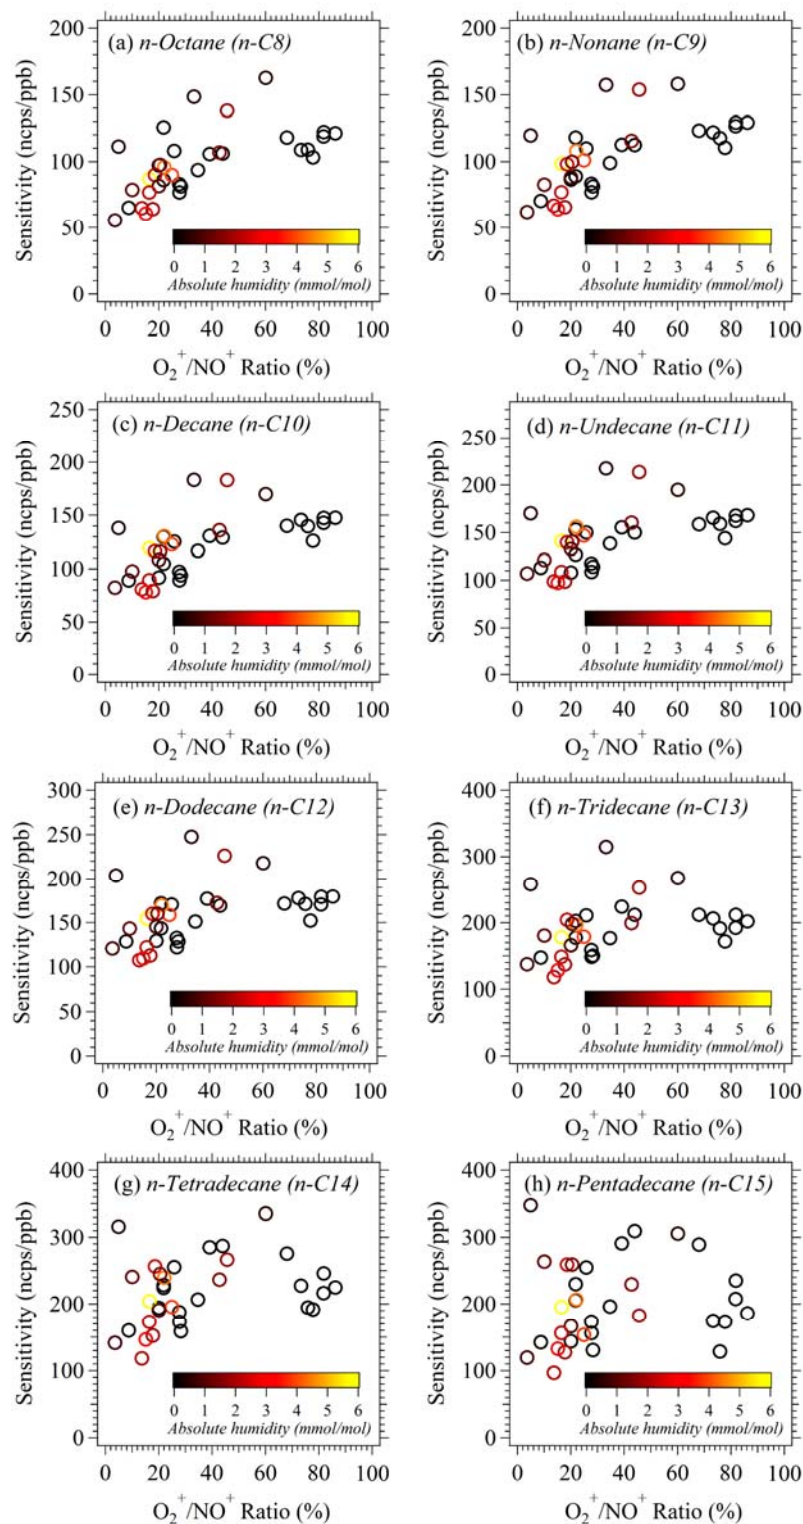 (a) n-Octane (n-C8)
Sensitivity (ncps/ppb)
200
150
100
50
0
0 1 2 3 4 5 6
Absolute humidity (mmol/mol)
0 20 40 60 80 100
O2+/NO+ Ratio (%)
(b) n-Nonane (n-C9)
Sensitivity (ncps/ppb)
200
150
100
50
0
0 1 2 3 4 5 6
Absolute humidity (mmol/mol)
0 20 40 60 80 100
O2+/NO+ Ratio (%)
(c) n-Decane (n-C10)
Sensitivity (ncps/ppb)
250
200
150
100
50
0
0 1 2 3 4 5 6
Absolute humidity (mmol/mol)
0 20 40 60 80 100
O2+/NO+ Ratio (%)
(d) n-Undecane (n-C11)
Sensitivity (ncps/ppb)
250
200
150
100
50
0
0 1 2 3 4 5 6
Absolute humidity (mmol/mol)
0 20 40 60 80 100
O2+/NO+ Ratio (%)
(e) n-Dodecane (n-C12)
Sensitivity (ncps/ppb)
300
250
200
150
100
50
0
0 1 2 3 4 5 6
Absolute humidity (mmol/mol)
0 20 40 60 80 100
O2+/NO+ Ratio (%)
(f) n-Tridecane (n-C13)
Sensitivity (ncps/ppb)
400
300
200
100
0
0 1 2 3 4 5 6
Absolute humidity (mmol/mol)
0 20 40 60 80 100
O2+/NO+ Ratio (%)
(g) n-Tetradecane (n-C14)
Sensitivity (ncps/ppb)
400
300
200
100
0
0 1 2 3 4 5 6
Absolute humidity (mmol/mol)
0 20 40 60 80 100
O2+/NO+ Ratio (%)
(h) n-Pentadecane (n-C15)
Sensitivity (ncps/ppb)
400
300
200
100
0
0 1 2 3 4 5 6
Absolute humidity (mmol/mol)
0 20 40 60 80 100
O2+/NO+ Ratio (%)